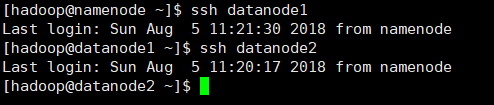 [hadoop@namenode ~]$ ssh datanode1
Last login: Sun Aug  5 11:21:30 2018 from namenode
[hadoop@datanode1 ~]$ ssh datanode2
Last login: Sun Aug  5 11:20:17 2018 from namenode
[hadoop@datanode2 ~]$